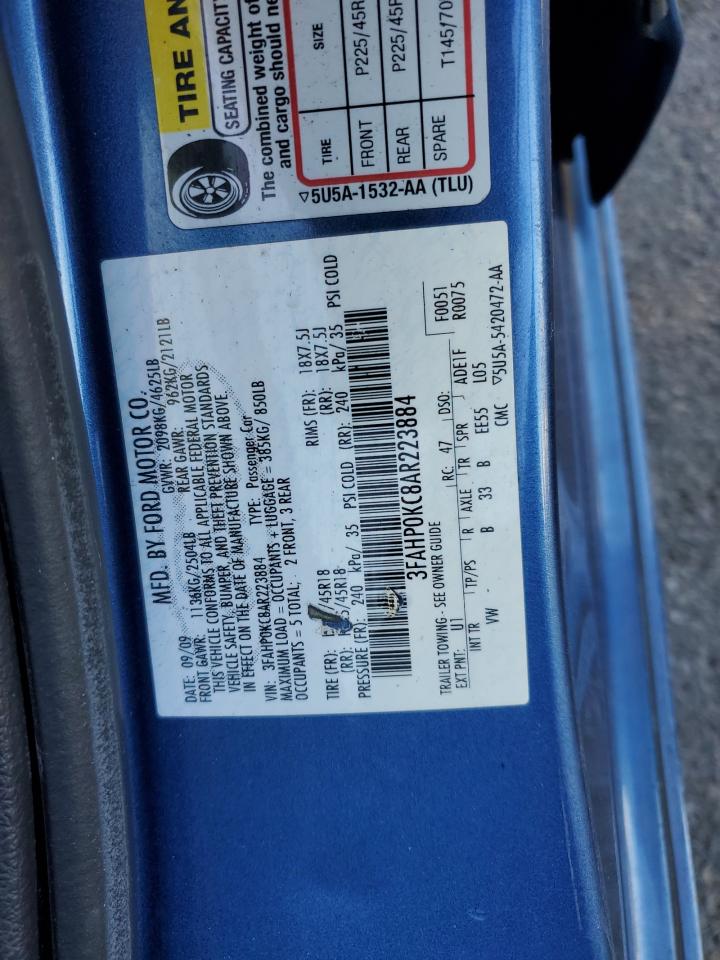 MFD. BY FORD MOTOR CO.
DATE: 09/09 GVWR: 2098KG/4625LB
FRONT GAWR: 1136KG/2504LB REAR GAWR: 962KG/2121LB
THIS VEHICLE CONFORMS TO ALL APPLICABLE FEDERAL MOTOR
VEHICLE SAFETY, BUMPER, AND THEFT PREVENTION STANDARDS
IN EFFECT ON THE DATE OF MANUFACTURE SHOWN ABOVE.
VIN: 3FAHP0KC8AR223884 TYPE: Passenger Car
MAXIMUM LOAD = OCCUPANTS + LUGGAGE = 385KG/ 850LB
OCCUPANTS = 5 TOTAL; 2 FRONT, 3 REAR
TIRE (FR): /45R18 RIMS (FR): 18X7.5J
(RR): /45R18 (RR): 18X7.5J
PRESSURE (FR): 240 kPa/ 35 PSI COLD (RR): 240 kPa/ 35 PSI COLD
3FAHP0KC8AR223884
TRAILER TOWING - SEE OWNER GUIDE
EXT PNT: U1 RC: 47 DSO: F0051
R0075
INT TR TP/PS R AXLE TR SPR ADE1F
VW - B 33 B EE55 L05
CMC ▽5U5A-5420472-AA
TIRE AN
SEATING CAPACITY
The combined weight of
and cargo should ne
TIRE SIZE
FRONT P225/45R
REAR P225/45R
SPARE T145/70
▽5U5A-1532-AA (TLU)